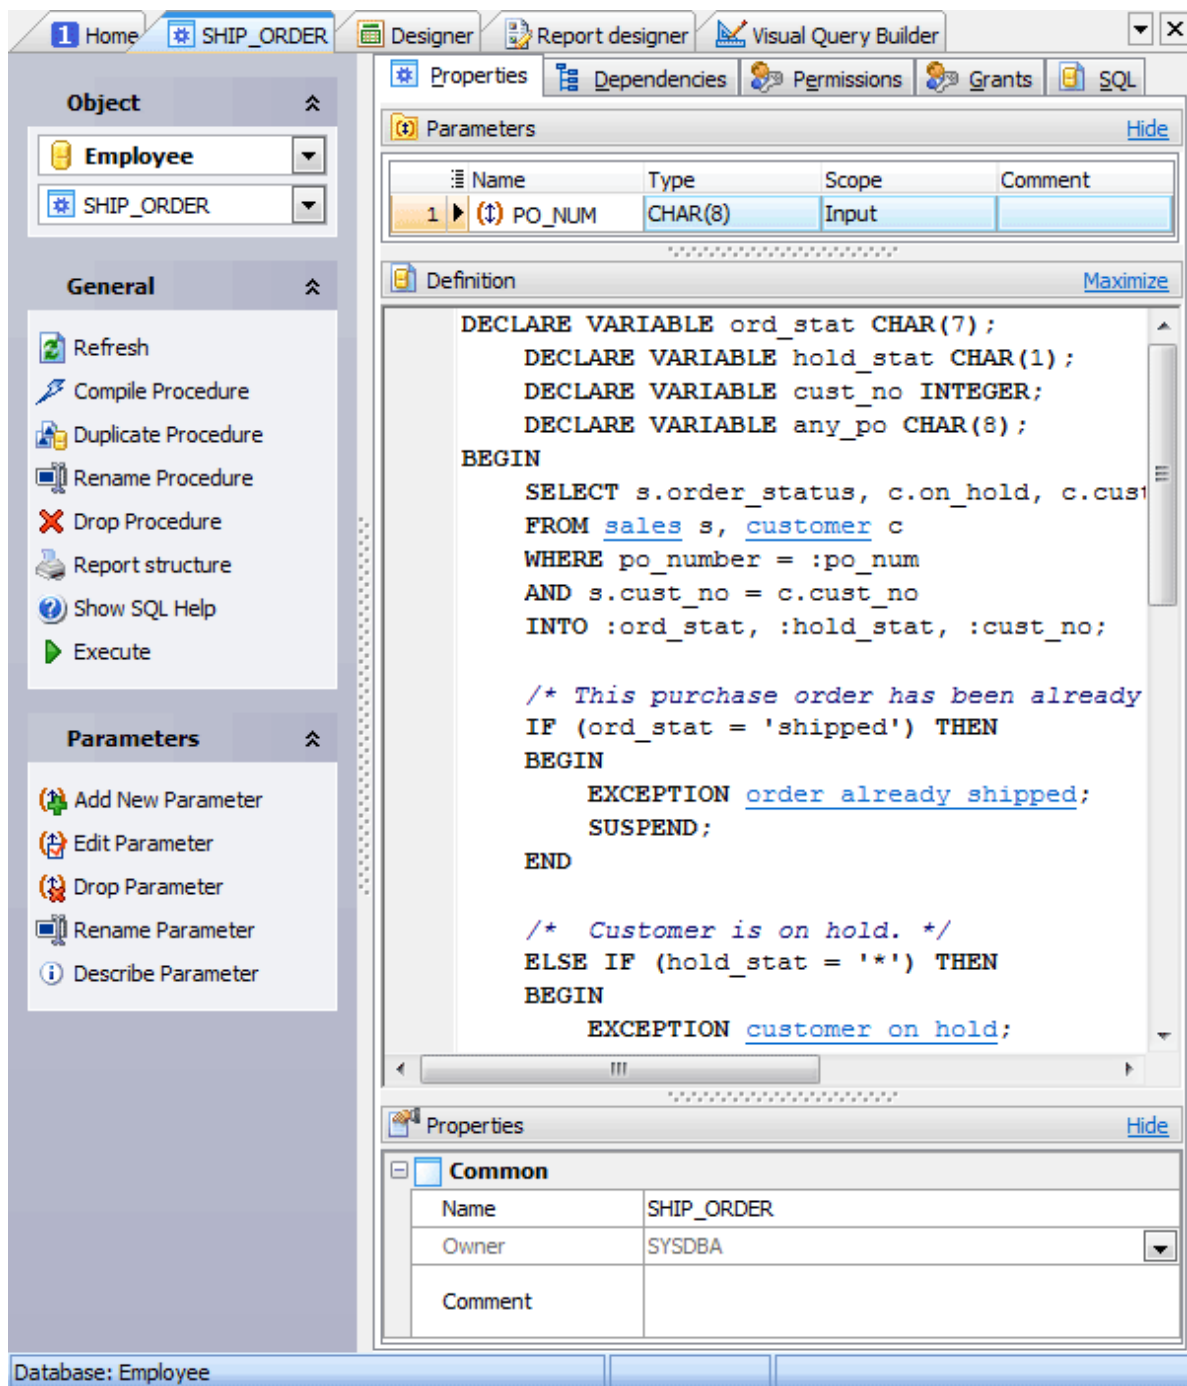 1 Home SHIP_ORDER Designer Report designer Visual Query Builder
Object
Employee
SHIP_ORDER
General
Refresh
Compile Procedure
Duplicate Procedure
Rename Procedure
Drop Procedure
Report structure
Show SQL Help
Execute
Parameters
Add New Parameter
Edit Parameter
Drop Parameter
Rename Parameter
Describe Parameter
Properties Dependencies Permissions Grants SQL
Parameters Hide
Name Type Scope Comment
1 PO_NUM CHAR(8) Input
Definition Maximize
DECLARE VARIABLE ord_stat CHAR(7);
DECLARE VARIABLE hold_stat CHAR(1);
DECLARE VARIABLE cust_no INTEGER;
DECLARE VARIABLE any_po CHAR(8);
BEGIN
SELECT s.order_status, c.on_hold, c.cust
FROM sales s, customer c
WHERE po_number = :po_num
AND s.cust_no = c.cust_no
INTO :ord_stat, :hold_stat, :cust_no;
/* This purchase order has been already
IF (ord_stat = 'shipped') THEN
BEGIN
EXCEPTION order_already_shipped;
SUSPEND;
END
/* Customer is on hold. */
ELSE IF (hold_stat = '*') THEN
BEGIN
EXCEPTION customer_on_hold;
Properties Hide
Common
Name SHIP_ORDER
Owner SYSDBA
Comment
Database: Employee